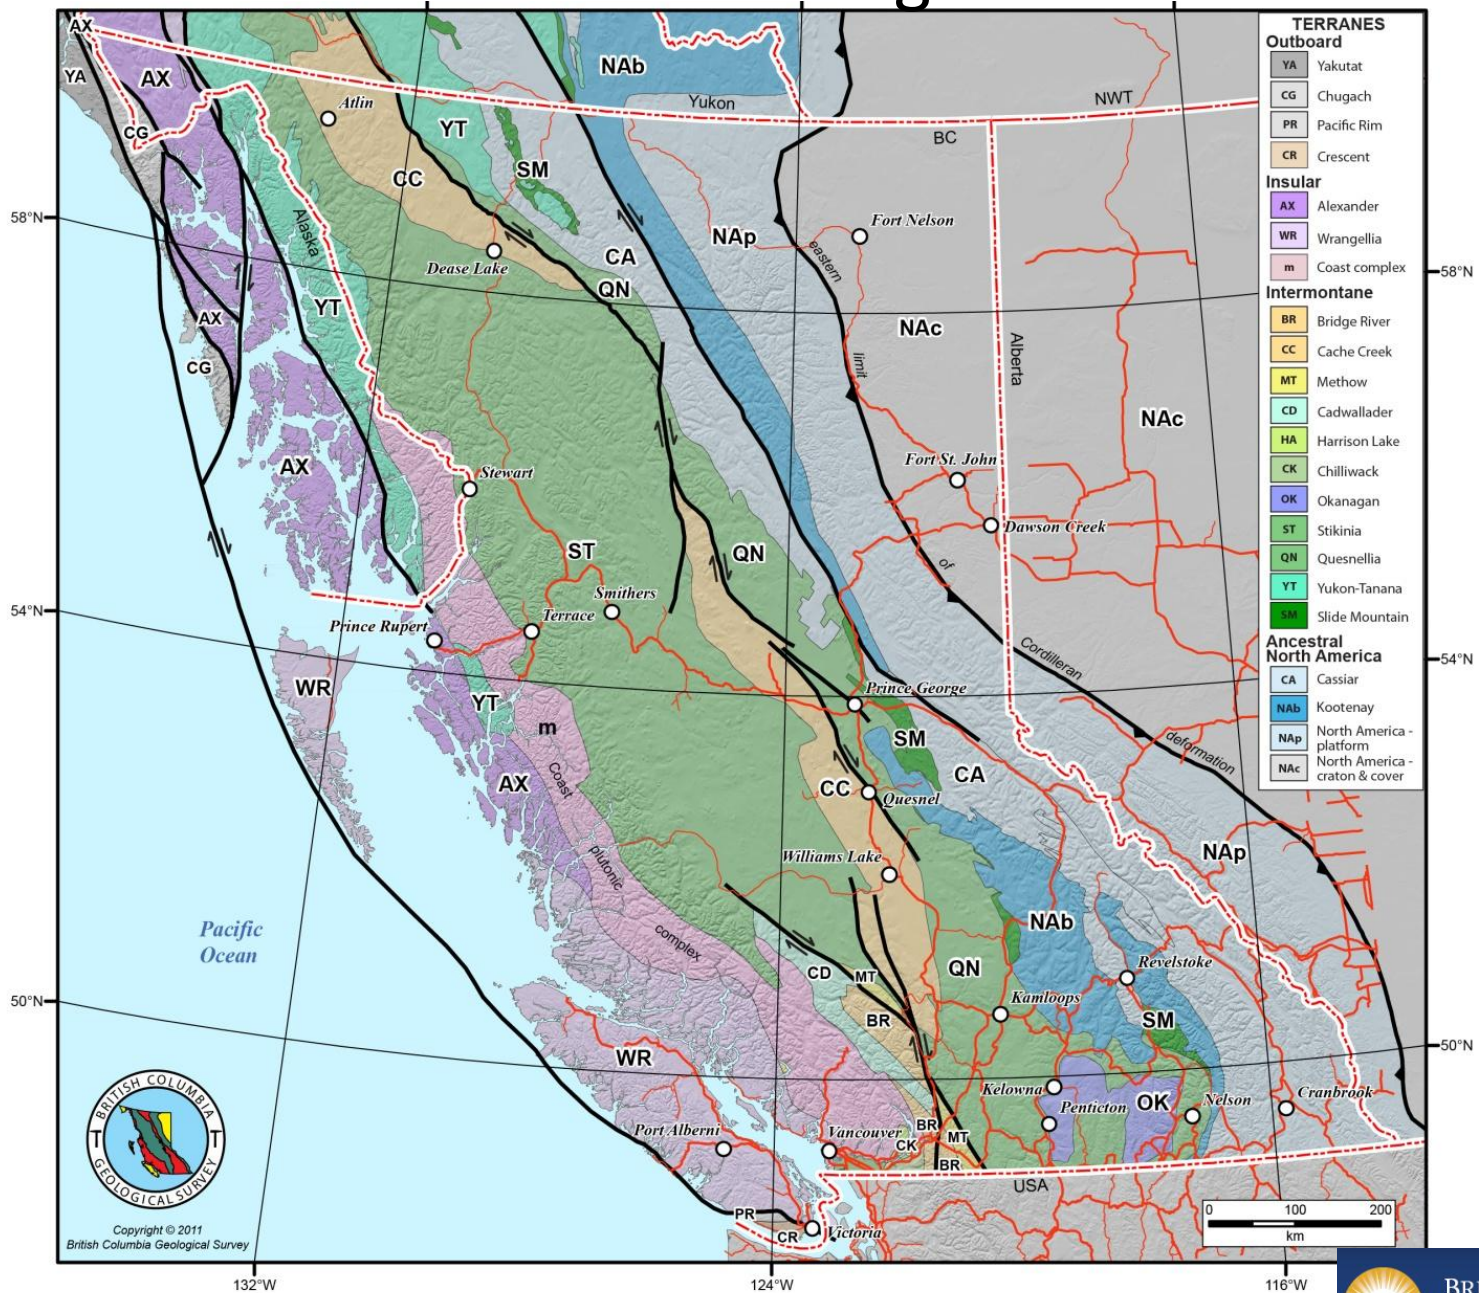 g
AX
YA
AX
CG
Atlin
YT
CC
SM
NAb
Yukon
NWT
BC
58°N
Alaska
Dease Lake
CA
QN
NAp
Fort Nelson
eastern
58°N
YT
AX
CG
NAc
limit
Alberta
NAc
AX
Stewart
Fort St. John
Dawson Creek
of
ST
QN
Smithers
Terrace
Prince Rupert
54°N
54°N
Cordilleran
deformation
Prince George
WR
YT
m
Coast
AX
SM
CA
CC
Quesnel
Williams Lake
plutonic
NAp
complex
NAb
Pacific
Ocean
CD
MT
QN
Revelstoke
Kamloops
BR
SM
50°N
50°N
WR
Kelowna
Penticton
OK
Nelson
Cranbrook
Port Alberni
Vancouver
BR
CK
MT
BR
USA
PR
CR
Victoria
TERRANES
Outboard
YA Yakutat
CG Chugach
PR Pacific Rim
CR Crescent
Insular
AX Alexander
WR Wrangellia
m Coast complex
Intermontane
BR Bridge River
CC Cache Creek
MT Methow
CD Cadwallader
HA Harrison Lake
CK Chilliwack
OK Okanagan
ST Stikinia
QN Quesnellia
YT Yukon-Tanana
SM Slide Mountain
Ancestral
North America
CA Cassiar
NAb Kootenay
NAp North America -
platform
NAc North America -
craton & cover
0 100 200
km
BRITISH COLUMBIA
GEOLOGICAL SURVEY
Copyright © 2011
British Columbia Geological Survey
132°W
124°W
116°W